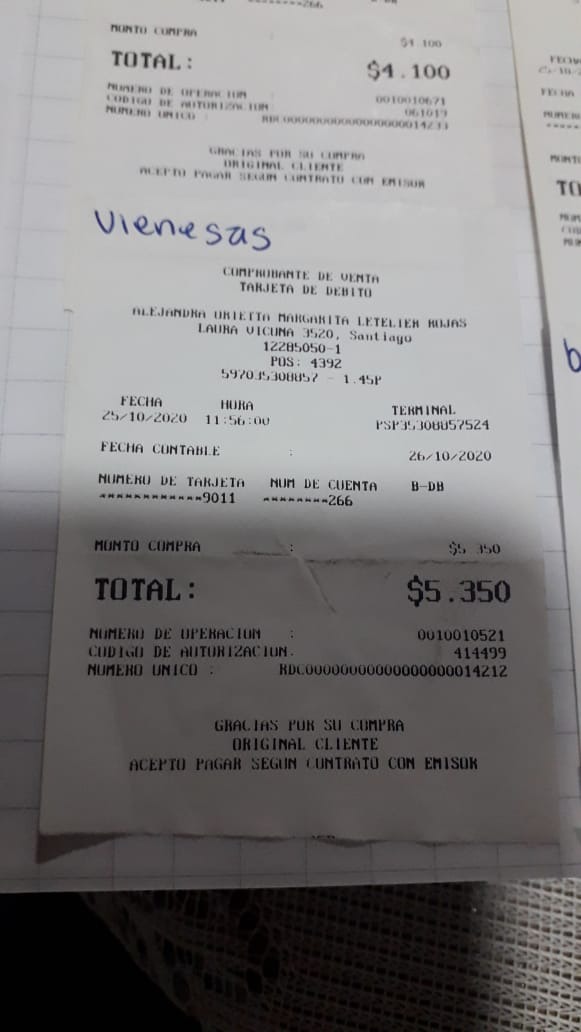 ********266
MONTO COMPRA $4 100
TOTAL: $4.100
NUMERO DE OPERACION : 0010010671
CODIGO DE AUTORIZACION : 061019
NUMERO UNICO : RDC00000000000000000014233
GRACIAS POR SU COMPRA
ORIGINAL CLIENTE
ACEPTO PAGAR SEGUN CONTRATO CON EMISOR
Vienesas
COMPROBANTE DE VENTA
TARJETA DE DEBITO
ALEJANDRA ORIETTA MARGARITA LETELIER ROJAS
LAURA VICUNA 3520, Santiago
12285050-1
POS: 4392
597035308857 - 1.45P
FECHA HORA TERMINAL
25/10/2020 11:56:00 PSP35308857524
FECHA CONTABLE : 26/10/2020
NUMERO DE TARJETA NUM DE CUENTA B-DB
************9011 ********266
MONTO COMPRA : $5 350
TOTAL: $5.350
NUMERO DE OPERACION : 0010010521
CODIGO DE AUTORIZACION: 414499
NUMERO UNICO : RDC00000000000000000014212
GRACIAS POR SU COMPRA
ORIGINAL CLIENTE
ACEPTO PAGAR SEGUN CONTRATO CON EMISOR